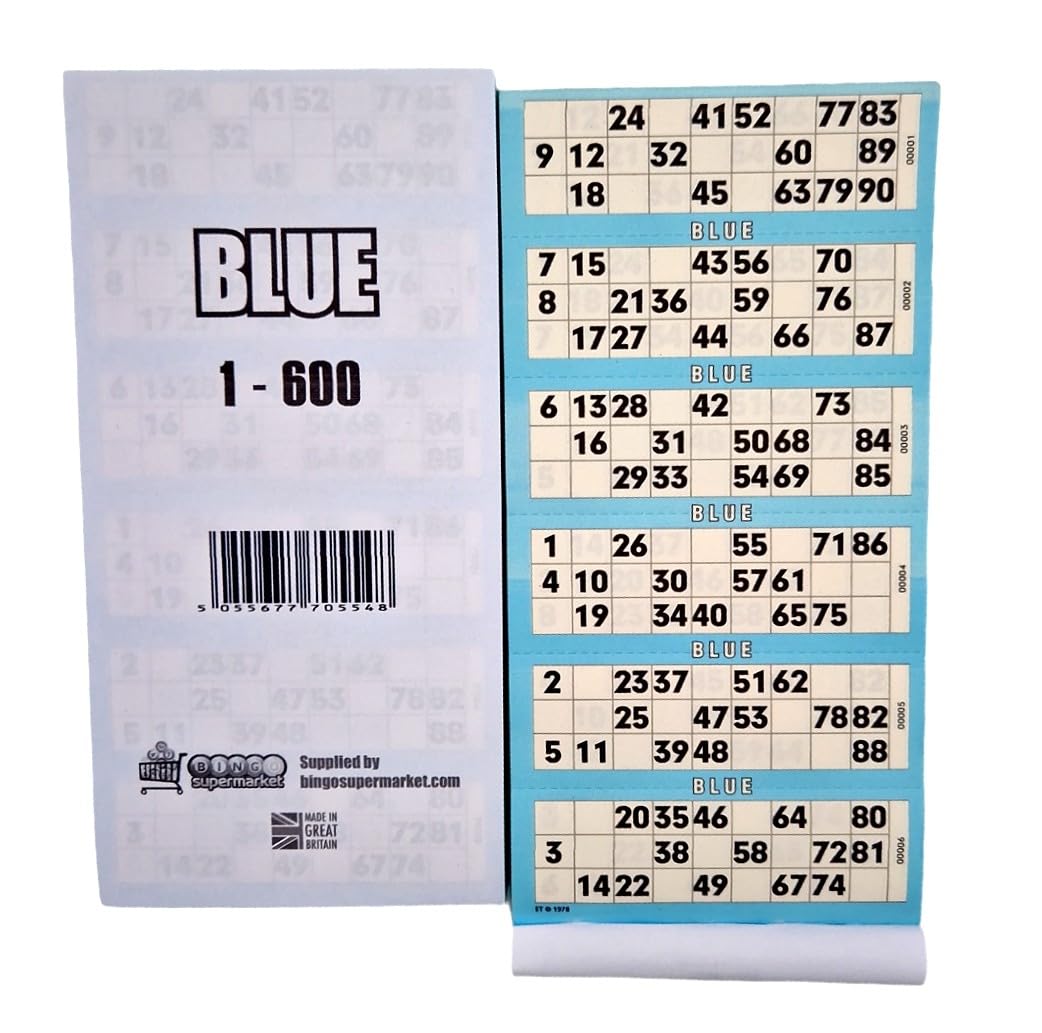 BLUE
1 - 600
5 055677 705548
BINGO
supermarket
Supplied by
bingosupermarket.com
MADE IN
GREAT
BRITAIN
24 41 52 77 83
9 12 32 60 89
18 45 63 79 90
00001
BLUE
7 15 43 56 70
8 21 36 59 76
17 27 44 66 87
00002
BLUE
6 13 28 42 73
16 31 50 68 84
29 33 54 69 85
00003
BLUE
1 26 55 71 86
4 10 30 57 61
19 34 40 65 75
00004
BLUE
2 23 37 51 62
25 47 53 78 82
5 11 39 48 88
00005
BLUE
20 35 46 64 80
3 38 58 72 81
14 22 49 67 74
00006
ET © 1978